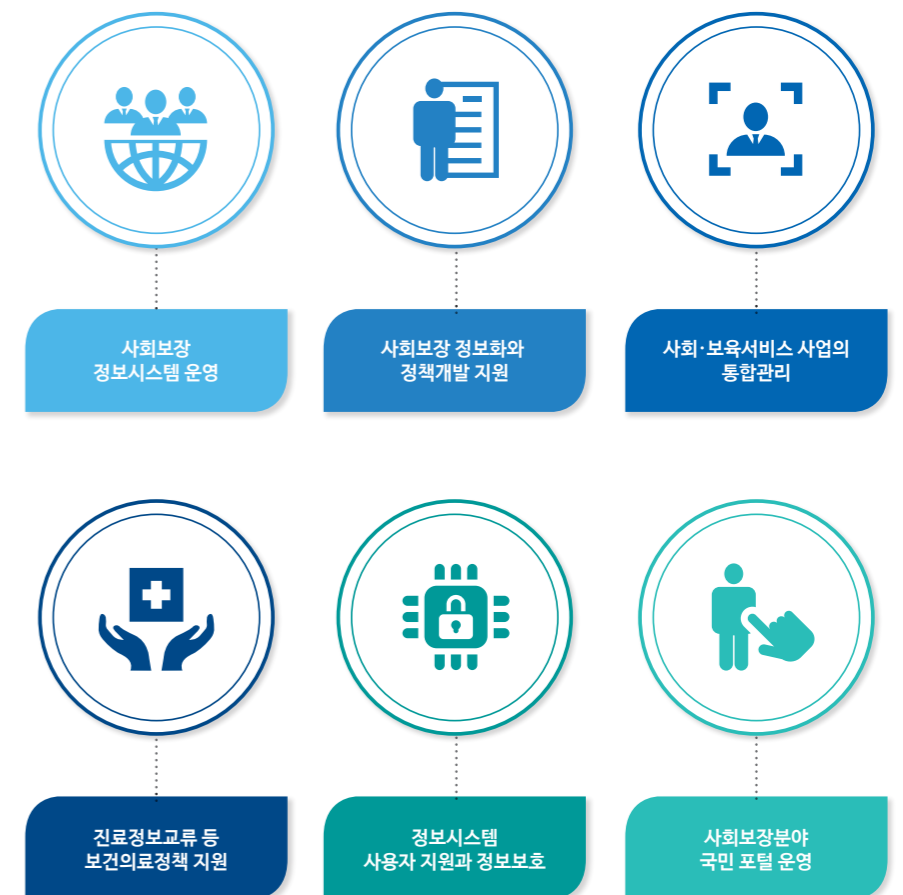 사회보장
정보시스템 운영
사회보장 정보화와
정책개발 지원
사회·보육서비스 사업의
통합관리
진료정보교류 등
보건의료정책 지원
정보시스템
사용자 지원과 정보보호
사회보장분야
국민 포털 운영